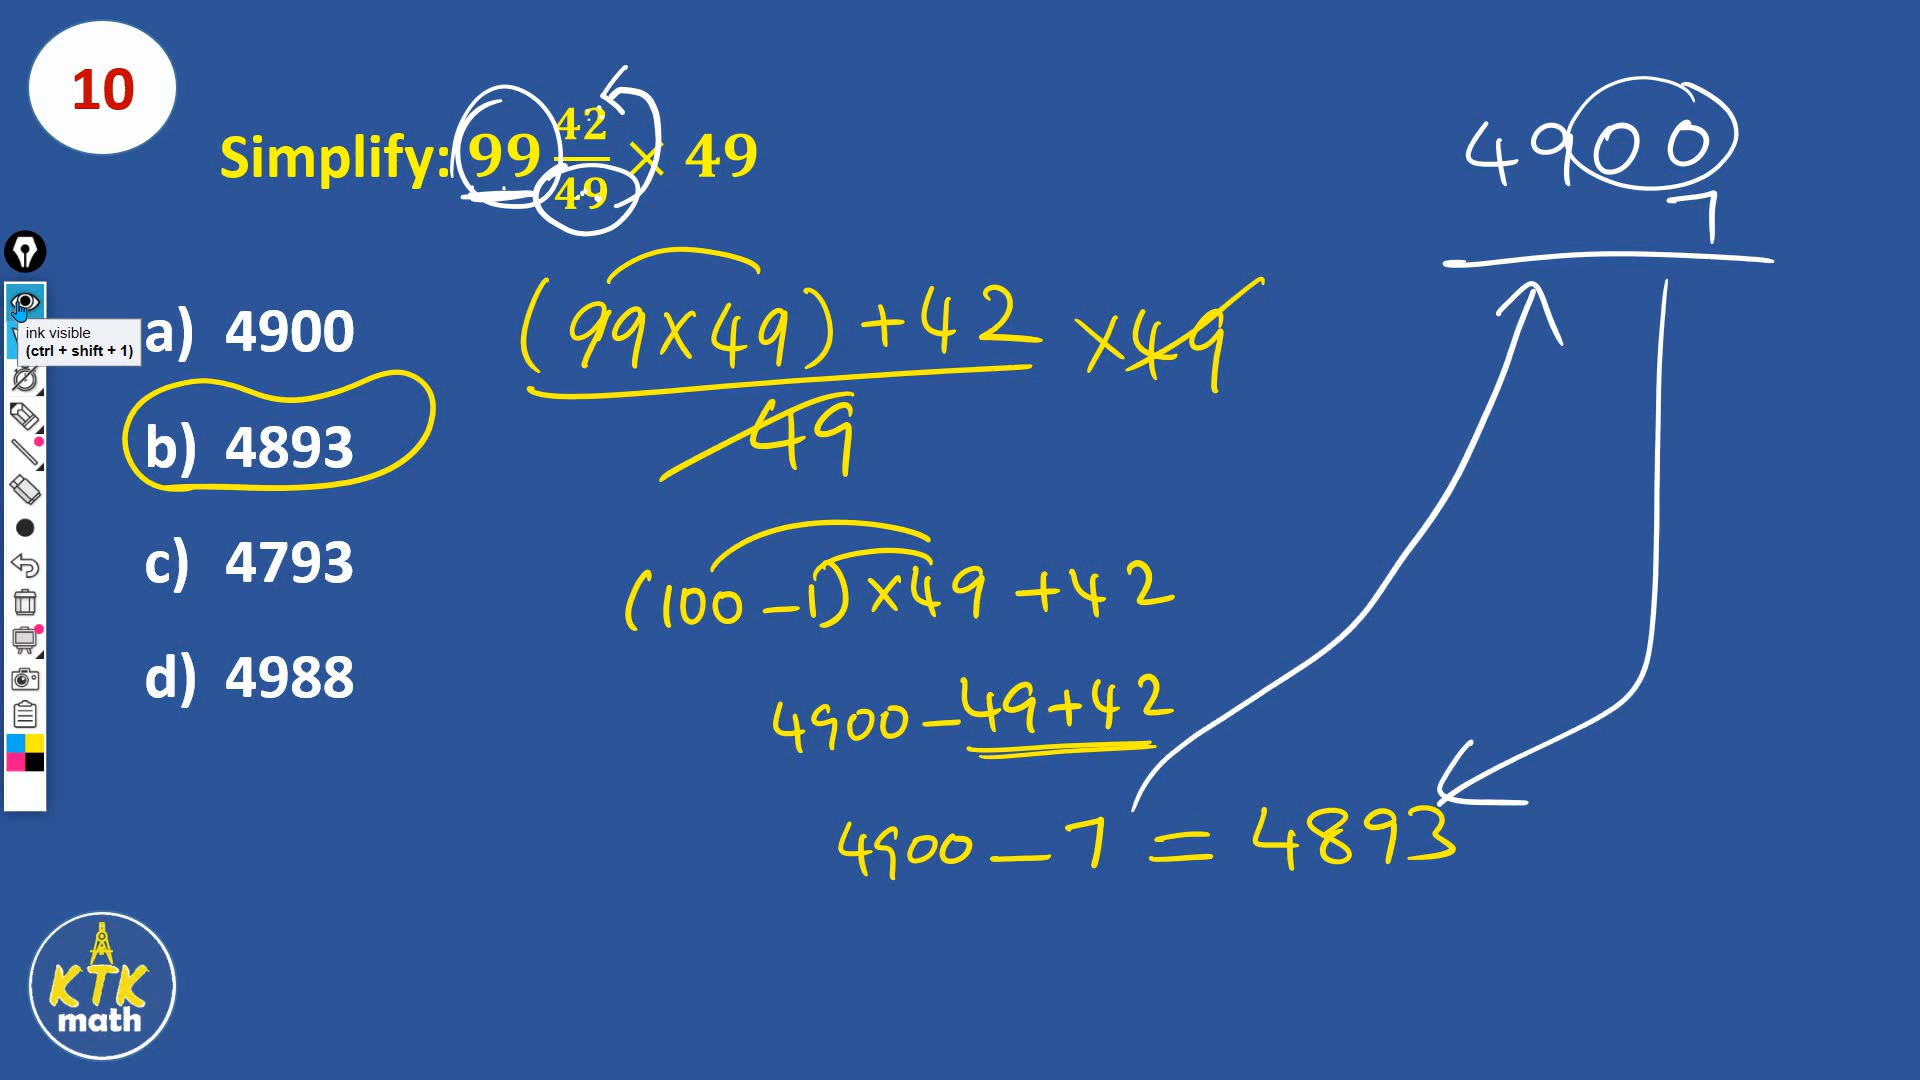 10
Simplify: 99 42/49 × 49
4900
7
ink visible
(ctrl + shift + 1)
a) 4900
b) 4893
c) 4793
d) 4988
(99×49)+42 ×49
49
(100-1)×49+42
4900-49+42
4900-7=4893
KTK
math